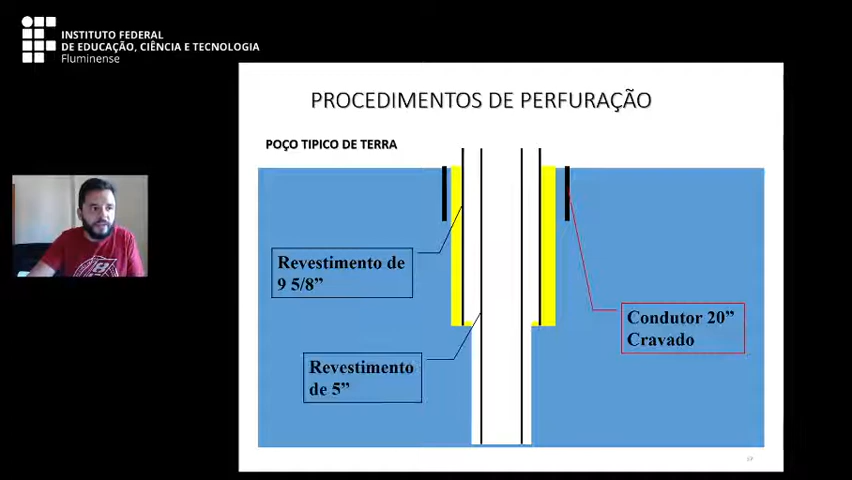 INSTITUTO FEDERAL
DE EDUCAÇÃO, CIÊNCIA E TECNOLOGIA
Fluminense
PROCEDIMENTOS DE PERFURAÇÃO
POÇO TIPICO DE TERRA
Revestimento de
9 5/8”
Condutor 20”
Cravado
Revestimento
de 5”